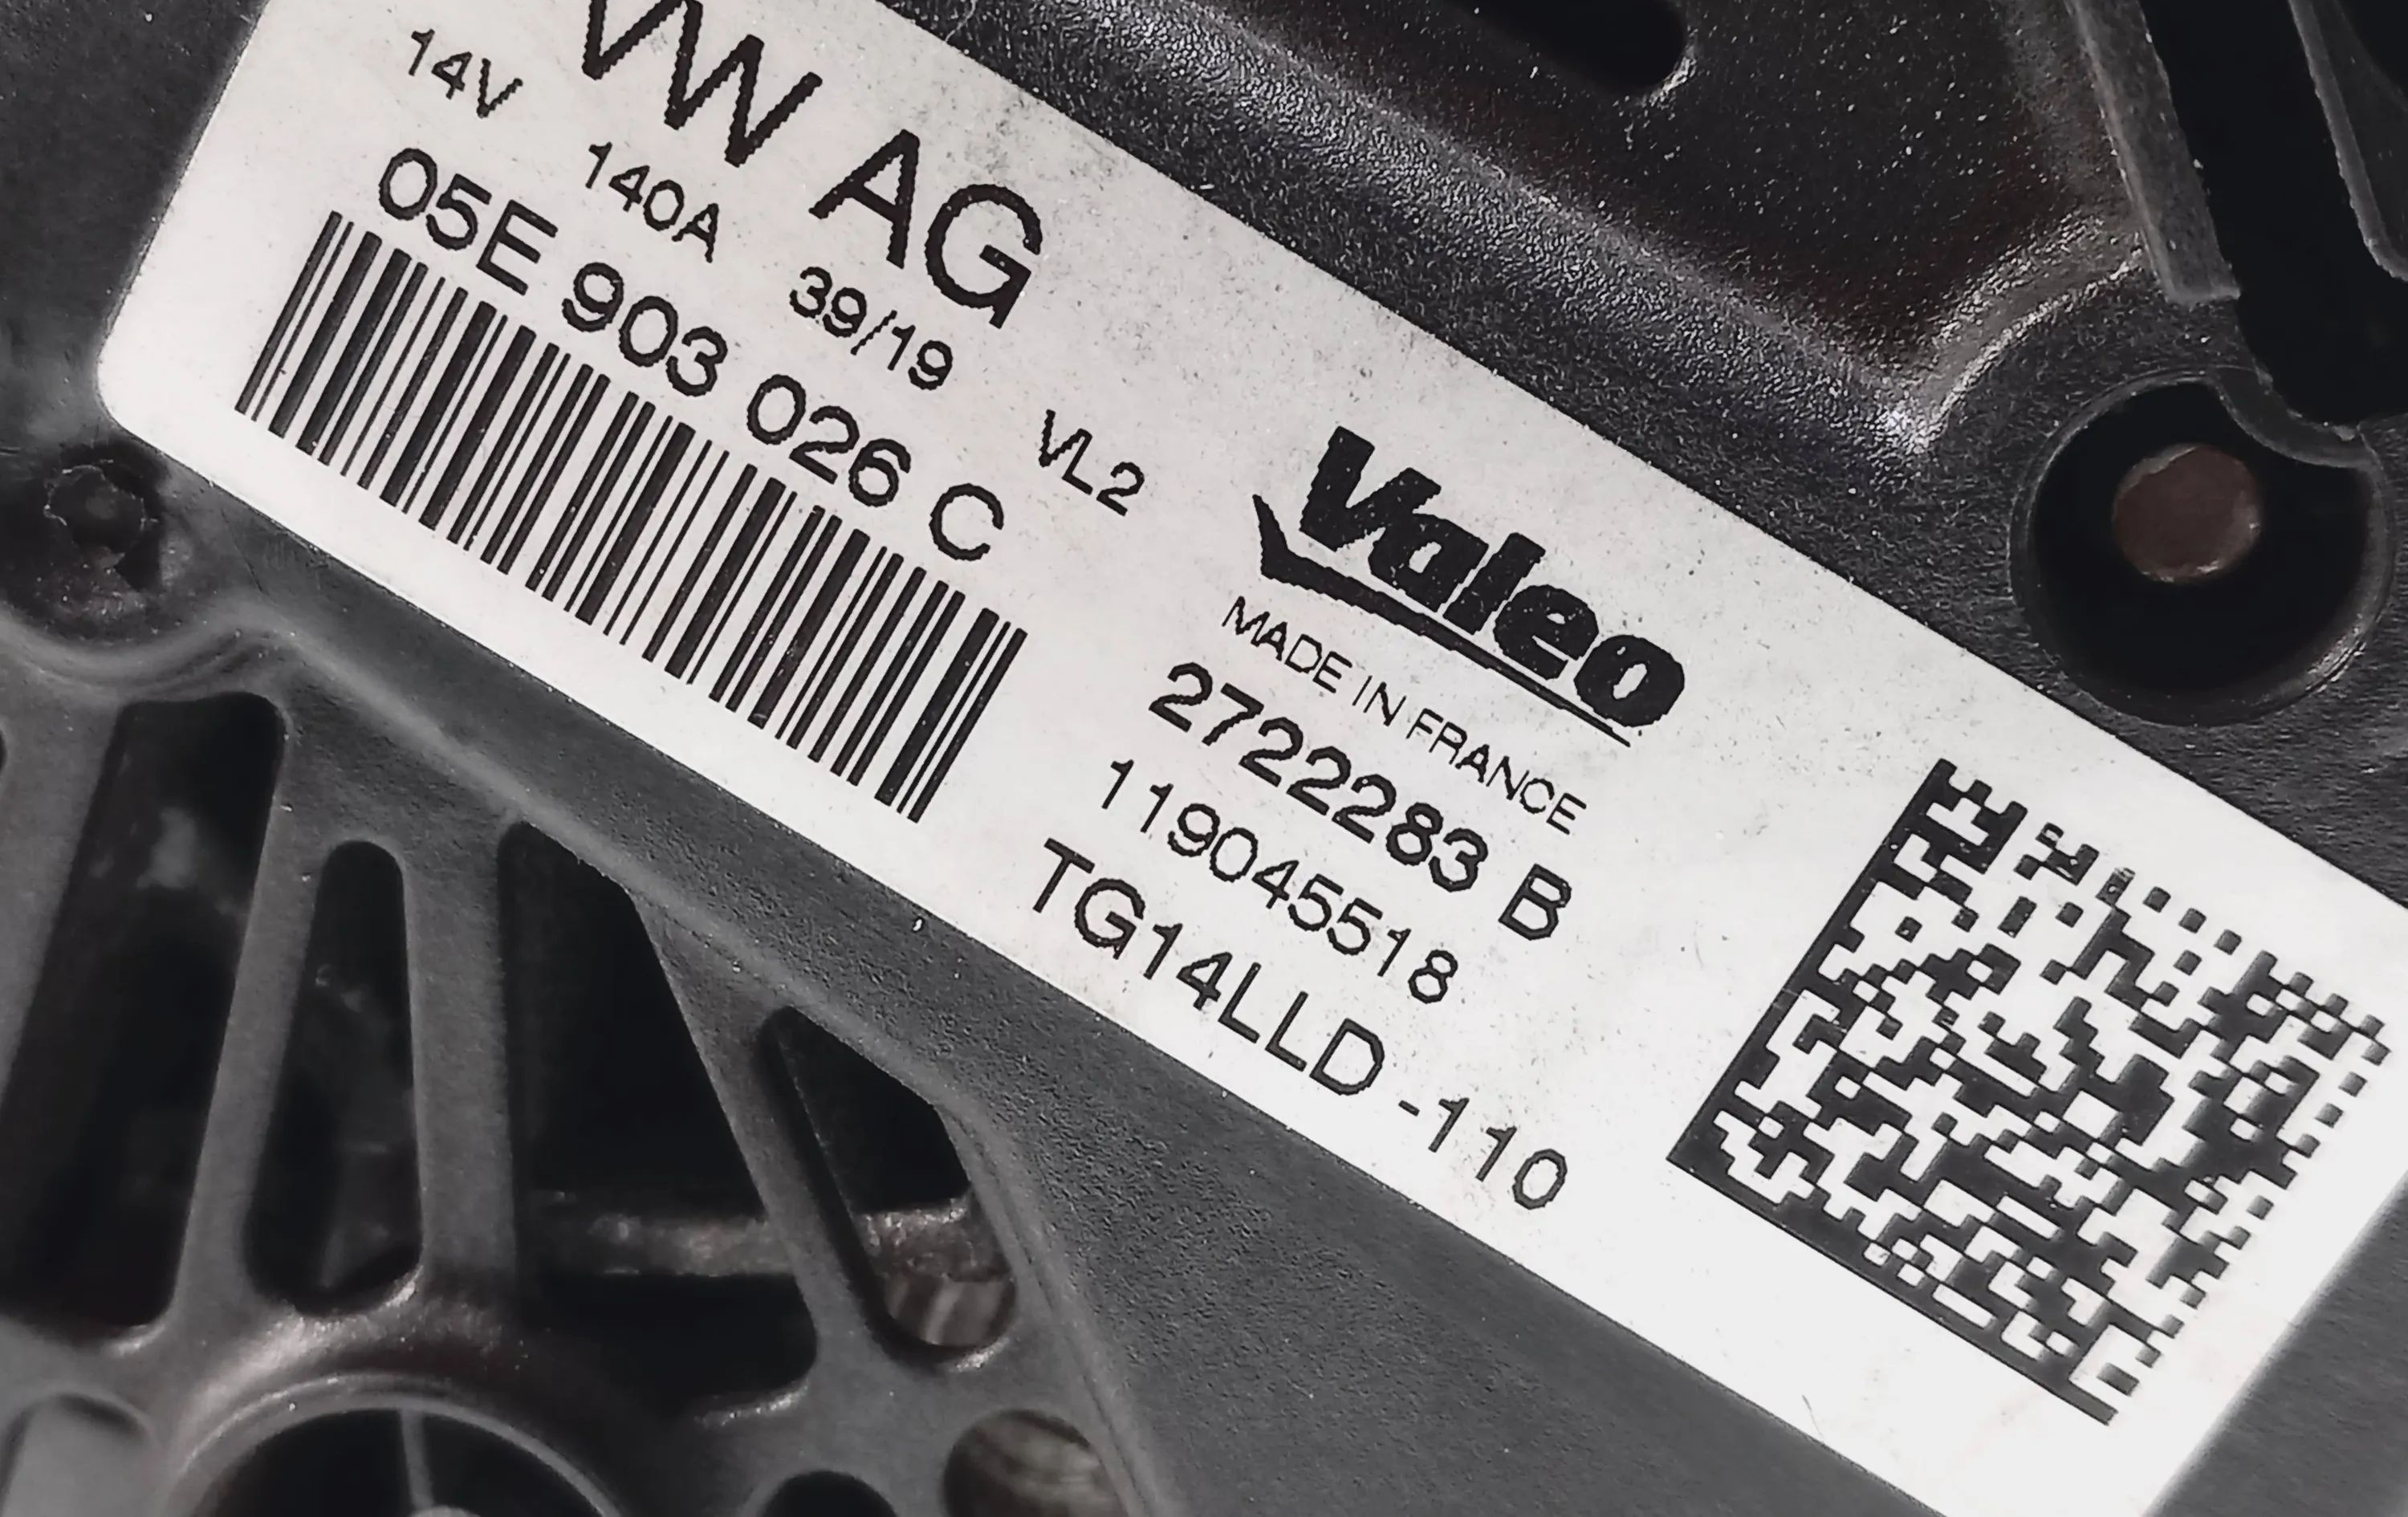 VW AG
14V 140A 39/19 VL2
05E 903 026 C
Valeo
MADE IN FRANCE
2722283 B
119045518
TG14LLD -110